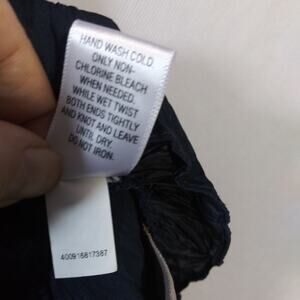 HAND WASH COLD
ONLY NON-
CHLORINE BLEACH
WHEN NEEDED.
WHILE WET TWIST
BOTH ENDS TIGHTLY
AND KNOT AND LEAVE
UNTIL DRY.
DO NOT IRON.
400916817387